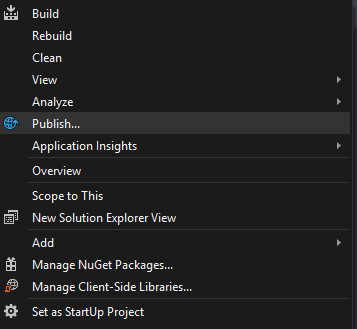 Build
Rebuild
Clean
View
Analyze
Publish...
Application Insights
Overview
Scope to This
New Solution Explorer View
Add
Manage NuGet Packages...
Manage Client-Side Libraries...
Set as StartUp Project